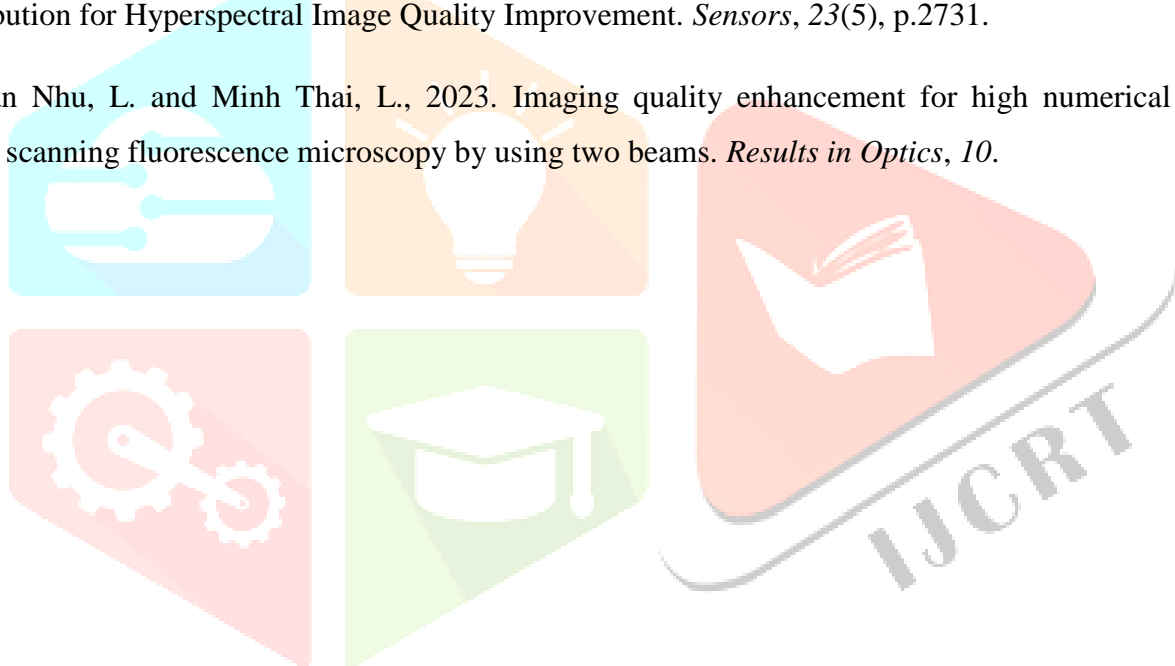 bution for Hyperspectral Image Quality Improvement. Sensors, 23(5), p.2731.
n Nhu, L. and Minh Thai, L., 2023. Imaging quality enhancement for high numerical
scanning fluorescence microscopy by using two beams. Results in Optics, 10.
IJCRT